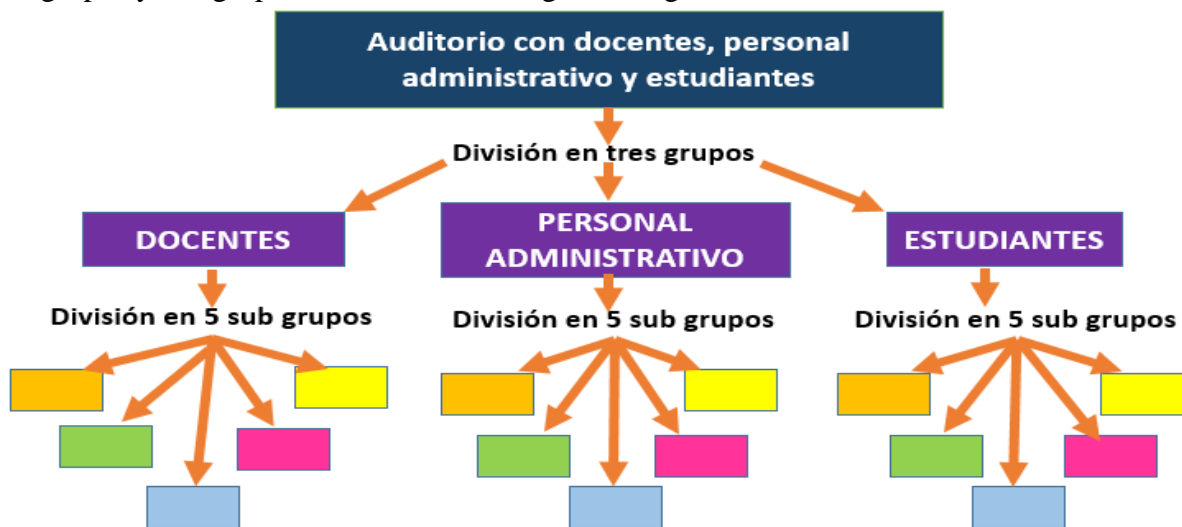 Auditorio con docentes, personal
administrativo y estudiantes
División en tres grupos
DOCENTES
PERSONAL
ADMINISTRATIVO
ESTUDIANTES
División en 5 sub grupos
División en 5 sub grupos
División en 5 sub grupos